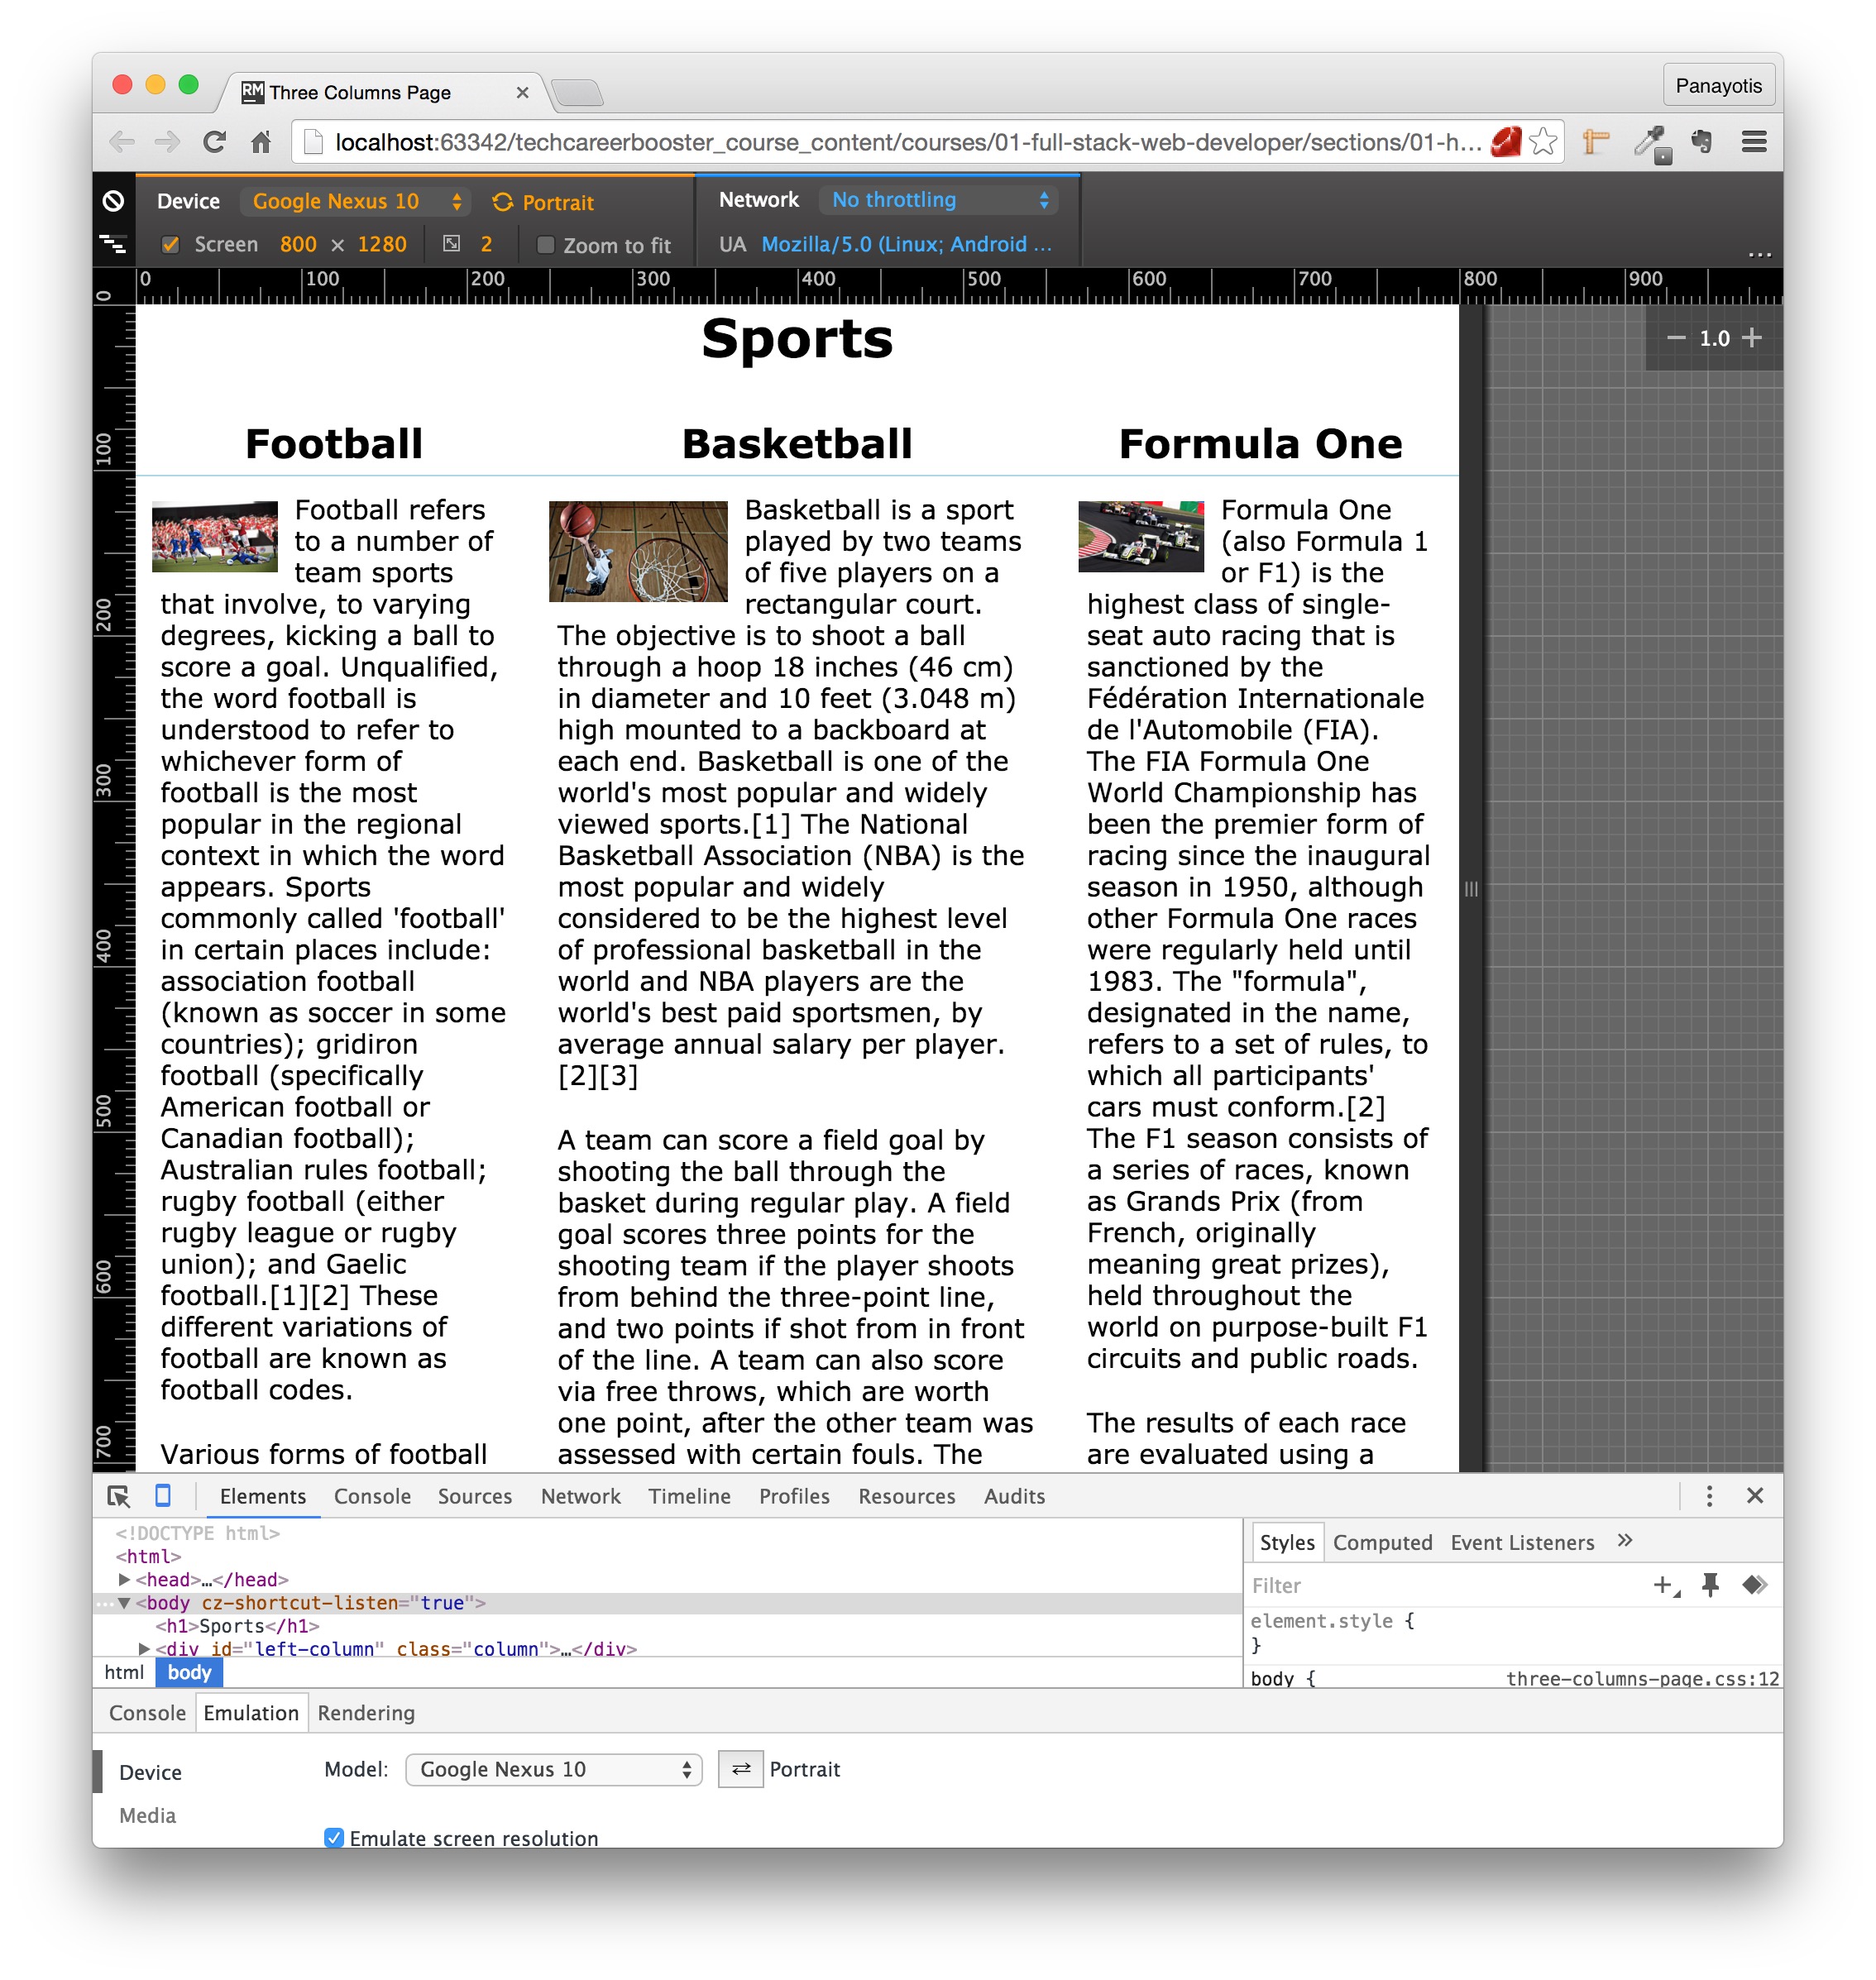 RM Three Columns Page
Panayotis
localhost:63342/techcareerbooster_course_content/courses/01-full-stack-web-developer/sections/01-h...
Device Google Nexus 10 Portrait
Network No throttling
Screen 800 × 1280 2 Zoom to fit
UA Mozilla/5.0 (Linux; Android ...
...
0 100 200 300 400 500 600 700 800 900
0
100
200
300
400
500
600
700
− 1.0 +
Sports
Football
Football refers
to a number of
team sports
that involve, to varying
degrees, kicking a ball to
score a goal. Unqualified,
the word football is
understood to refer to
whichever form of
football is the most
popular in the regional
context in which the word
appears. Sports
commonly called 'football'
in certain places include:
association football
(known as soccer in some
countries); gridiron
football (specifically
American football or
Canadian football);
Australian rules football;
rugby football (either
rugby league or rugby
union); and Gaelic
football.[1][2] These
different variations of
football are known as
football codes.
Various forms of football
Basketball
Basketball is a sport
played by two teams
of five players on a
rectangular court.
The objective is to shoot a ball
through a hoop 18 inches (46 cm)
in diameter and 10 feet (3.048 m)
high mounted to a backboard at
each end. Basketball is one of the
world's most popular and widely
viewed sports.[1] The National
Basketball Association (NBA) is the
most popular and widely
considered to be the highest level
of professional basketball in the
world and NBA players are the
world's best paid sportsmen, by
average annual salary per player.
[2][3]
A team can score a field goal by
shooting the ball through the
basket during regular play. A field
goal scores three points for the
shooting team if the player shoots
from behind the three-point line,
and two points if shot from in front
of the line. A team can also score
via free throws, which are worth
one point, after the other team was
assessed with certain fouls. The
Formula One
Formula One
(also Formula 1
or F1) is the
highest class of single-
seat auto racing that is
sanctioned by the
Fédération Internationale
de l'Automobile (FIA).
The FIA Formula One
World Championship has
been the premier form of
racing since the inaugural
season in 1950, although
other Formula One races
were regularly held until
1983. The "formula",
designated in the name,
refers to a set of rules, to
which all participants'
cars must conform.[2]
The F1 season consists of
a series of races, known
as Grands Prix (from
French, originally
meaning great prizes),
held throughout the
world on purpose-built F1
circuits and public roads.
The results of each race
are evaluated using a
Elements Console Sources Network Timeline Profiles Resources Audits
<!DOCTYPE html>
<html>
<head>…</head>
<body cz-shortcut-listen="true">
<h1>Sports</h1>
<div id="left-column" class="column">…</div>
html body
Styles Computed Event Listeners »
Filter
element.style {
}
body { three-columns-page.css:12
Console Emulation Rendering
Device
Media
Model: Google Nexus 10 Portrait
Emulate screen resolution